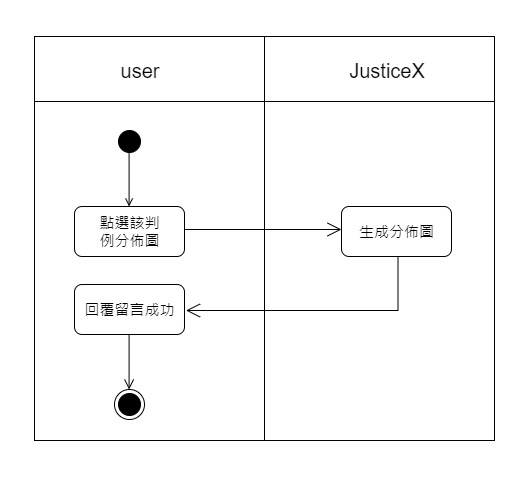 user
JusticeX
點選該判
例分佈圖
生成分佈圖
回覆留言成功